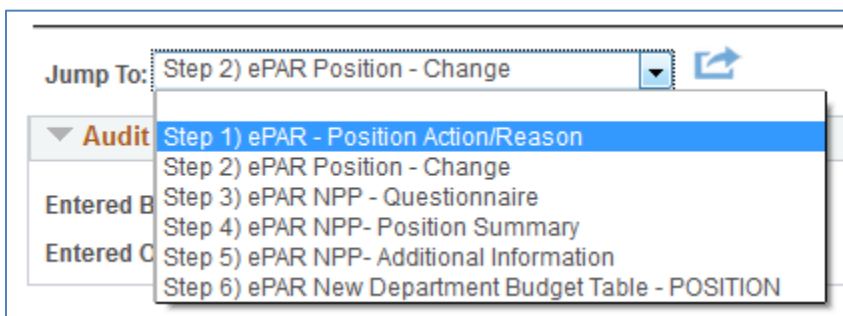 Jump To: Step 2) ePAR Position - Change
Audit
Step 1) ePAR - Position Action/Reason
Step 2) ePAR Position - Change
Entered B
Step 3) ePAR NPP - Questionnaire
Step 4) ePAR NPP- Position Summary
Entered C
Step 5) ePAR NPP- Additional Information
Step 6) ePAR New Department Budget Table - POSITION